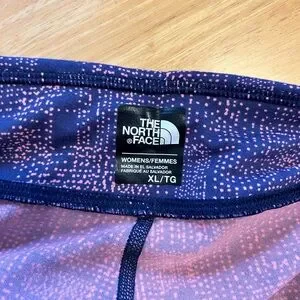 THE
NORTH
®FACE
WOMENS/FEMMES
MADE IN EL SALVADOR
FABRIQUÉ AU SALVADOR
XL/TG